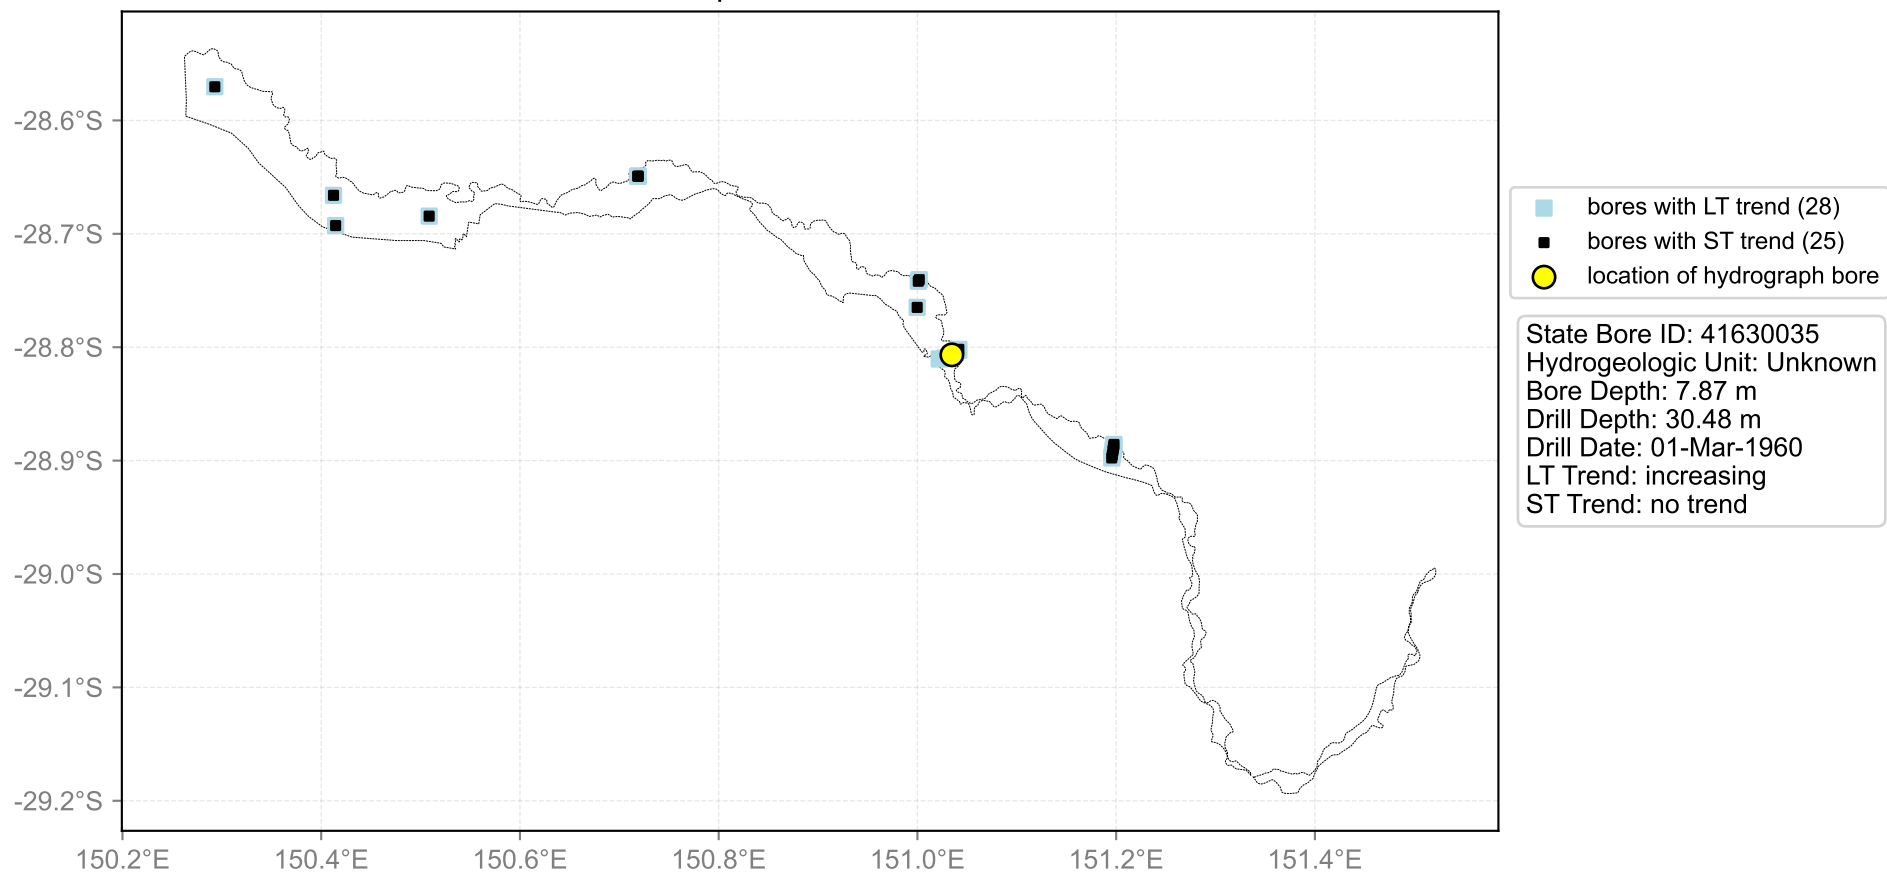 -28.6°S
-28.7°S
-28.8°S
-28.9°S
-29.0°S
-29.1°S
-29.2°S
150.2°E
150.4°E
150.6°E
150.8°E
151.0°E
151.2°E
151.4°E
bores with LT trend (28)
bores with ST trend (25)
location of hydrograph bore
State Bore ID: 41630035
Hydrogeologic Unit: Unknown
Bore Depth: 7.87 m
Drill Depth: 30.48 m
Drill Date: 01-Mar-1960
LT Trend: increasing
ST Trend: no trend